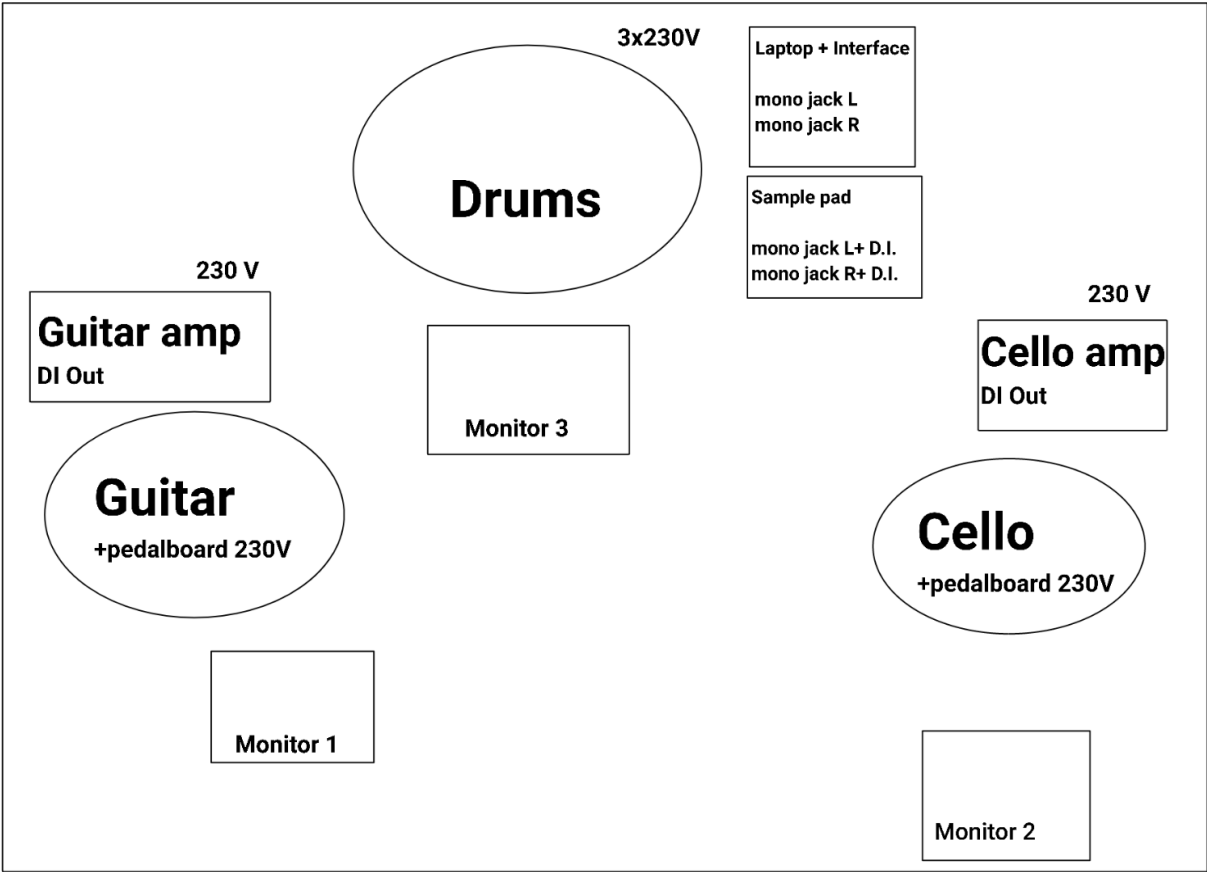 3x230V
Laptop + Interface
mono jack L
mono jack R
Drums
Sample pad
mono jack L+ D.I.
mono jack R+ D.I.
230 V
Guitar amp
DI Out
230 V
Cello amp
DI Out
Monitor 3
Guitar
+pedalboard 230V
Cello
+pedalboard 230V
Monitor 1
Monitor 2